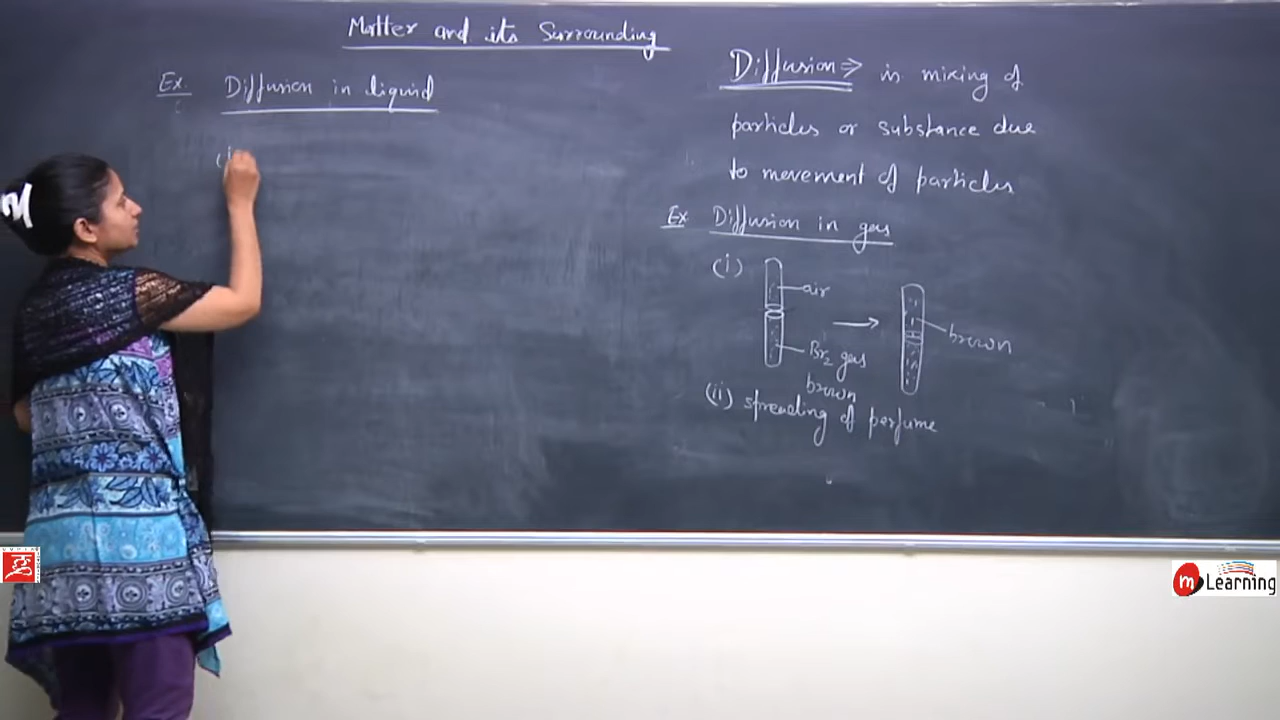 Matter and its Surrounding
Ex. Diffusion in liquid
(i
Diffusion ⇒ is mixing of
particles or substance due
to movement of particles
Ex Diffusion in gas
(i)
air
Br2 gas
brown
→
brown
(ii) spreading of perfume
m Learning